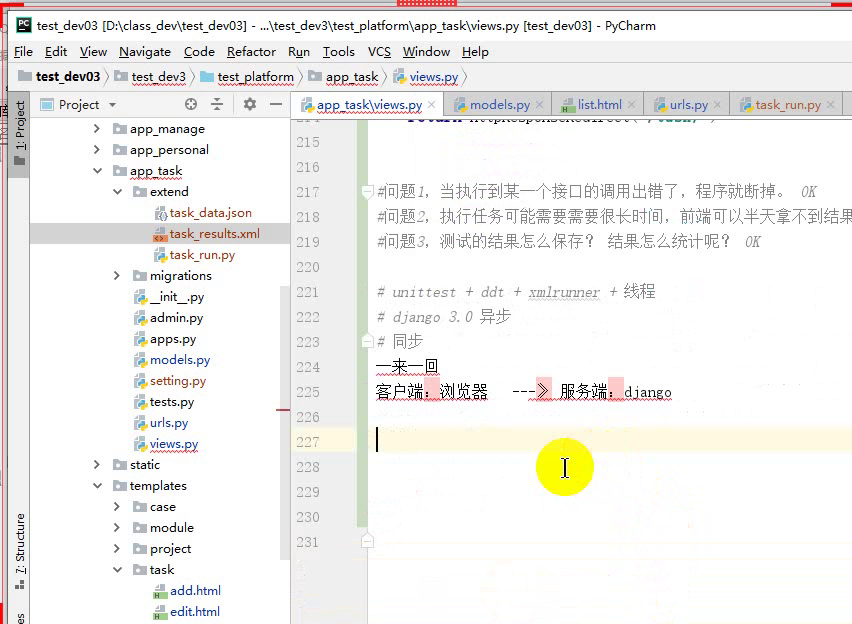 test_dev03 [D:\class_dev\test_dev03] - ...\test_dev3\test_platform\app_task\views.py [test_dev03] - PyCharm
File Edit View Navigate Code Refactor Run Tools VCS Window Help
test_dev03 test_dev3 test_platform app_task views.py
Project app_task\views.py models.py list.html urls.py task_run.py
1: Project
7: Structure
app_manage
app_personal
app_task
extend
task_data.json
task_results.xml
task_run.py
migrations
__init__.py
admin.py
apps.py
models.py
setting.py
tests.py
urls.py
views.py
static
templates
case
module
project
task
add.html
edit.html
215
216
217 #问题1，当执行到某一个接口的调用出错了，程序就断掉。 OK
218 #问题2，执行任务可能需要需要很长时间，前端可以半天拿不到结果
219 #问题3，测试的结果怎么保存？ 结果怎么统计呢？ OK
220
221 # unittest + ddt + xmlrunner + 线程
222 # django 3.0 异步
223 # 同步
224 一来一回
225 客户端：浏览器 ---》 服务端：django
226
227
228
229
230
231